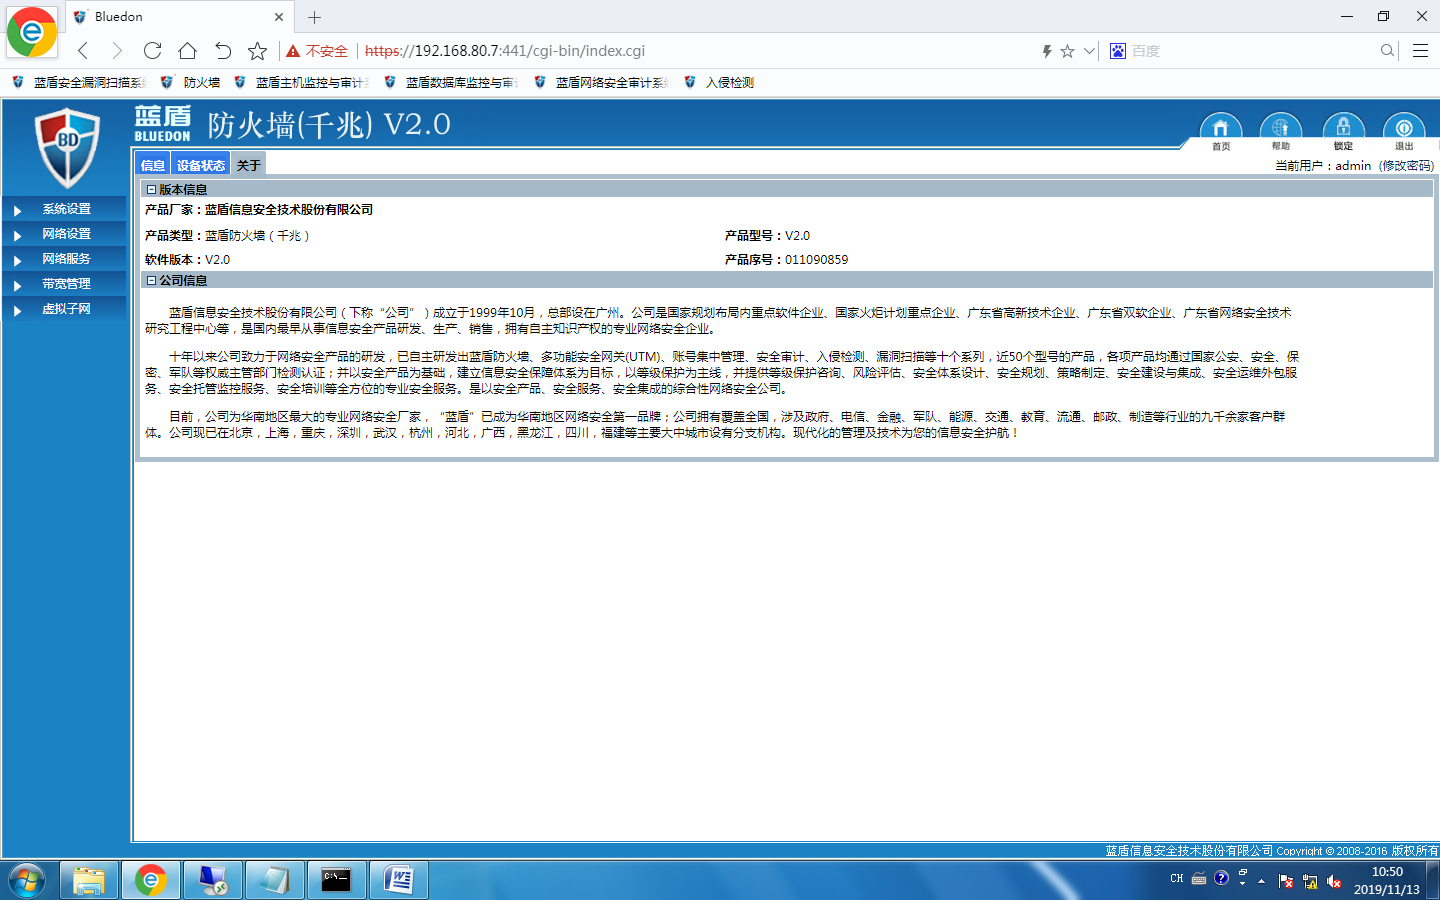 Bluedon
不安全 https://192.168.80.7:441/cgi-bin/index.cgi 百度
蓝盾安全漏洞扫描系 防火墙 蓝盾主机监控与审计 蓝盾数据库监控与审 蓝盾网络安全审计系 入侵检测
BD 蓝盾 BLUEDON 防火墙(千兆) V2.0
首页 帮助 锁定 退出
信息 设备状态 关于 当前用户：admin (修改密码)
系统设置
网络设置
网络服务
带宽管理
虚拟子网
版本信息
产品厂家：蓝盾信息安全技术股份有限公司
产品类型：蓝盾防火墙（千兆） 产品型号：V2.0
软件版本：V2.0 产品序号：011090859
公司信息
蓝盾信息安全技术股份有限公司（下称“公司”）成立于1999年10月，总部设在广州。公司是国家规划布局内重点软件企业、国家火炬计划重点企业、广东省高新技术企业、广东省双软企业、广东省网络安全技术
研究工程中心等，是国内最早从事信息安全产品研发、生产、销售，拥有自主知识产权的专业网络安全企业。
十年以来公司致力于网络安全产品的研发，已自主研发出蓝盾防火墙、多功能安全网关(UTM)、账号集中管理、安全审计、入侵检测、漏洞扫描等十个系列，近50个型号的产品，各项产品均通过国家公安、安全、保
密、军队等权威主管部门检测认证；并以安全产品为基础，建立信息安全保障体系为目标，以等级保护为主线，并提供等级保护咨询、风险评估、安全体系设计、安全规划、策略制定、安全建设与集成、安全运维外包服
务、安全托管监控服务、安全培训等全方位的专业安全服务。是以安全产品、安全服务、安全集成的综合性网络安全公司。
目前，公司为华南地区最大的专业网络安全厂家，“蓝盾”已成为华南地区网络安全第一品牌；公司拥有覆盖全国，涉及政府、电信、金融、军队、能源、交通、教育、流通、邮政、制造等行业的九千余家客户群
体。公司现已在北京，上海，重庆，深圳，武汉，杭州，河北，广西，黑龙江，四川，福建等主要大中城市设有分支机构。现代化的管理及技术为您的信息安全护航！
蓝盾信息安全技术股份有限公司 Copyright © 2008-2016 版权所有
CH 10:50
2019/11/13